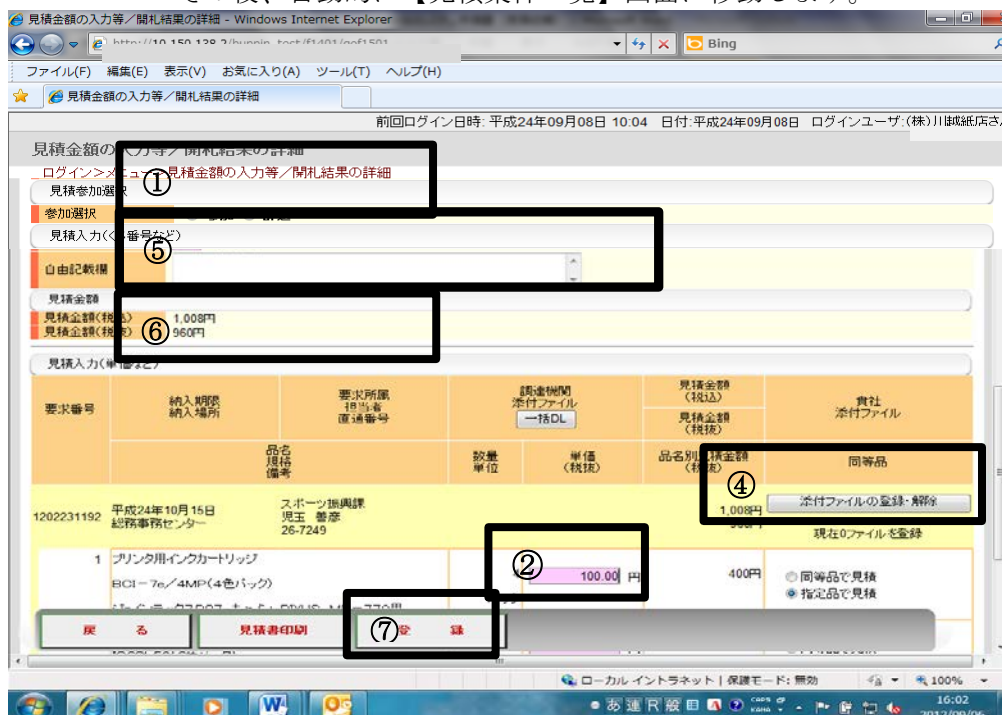 その後、自動的に【見積案件一覧】画面に移動します。
見積金額の入力等／開札結果の詳細 - Windows Internet Explorer
Bing
ファイル(F) 編集(E) 表示(V) お気に入り(A) ツール(T) ヘルプ(H)
見積金額の入力等／開札結果の詳細
前回ログイン日時: 平成24年09月08日 10:04 日付:平成24年09月08日 ログインユーザ:(株)川
見積金額の入力等／開札結果の詳細
ログイン>メニュー>見積金額の入力等／開札結果の詳細
①
見積参加選択
参加選択
見積入力(くじ番号など)
⑤
自由記載欄
見積金額
見積金額(税込) 1,008円
見積金額(税抜) 960円
⑥
見積入力(単価など)
要求番号 納入期限 納入場所 要求所属 担当者 直通番号 調達機関 添付ファイル 一括DL 見積金額 (税込) 見積金額 (税抜) 貴社 添付ファイル
品名 規格 備考 数量 単位 単価 (税抜) 品名別見積金額 (税抜) 同等品
④
1202231192 平成24年10月15日 総務事務センター スポーツ振興課 児玉 善彦 26-7249 1,008円 添付ファイルの登録・解除
現在0ファイルを登録
②
1 プリンタ用インクカートリッジ 100.00 円 400円 同等品で見積
BCI－7e／4MP(4色パック) 指定品で見積
戻 る 見積書印刷 ⑦ 登 録
ローカル イントラネット | 保護モード: 無効 100%
あ 連 R 般 CAPS KANA 16:02
2012/09/06